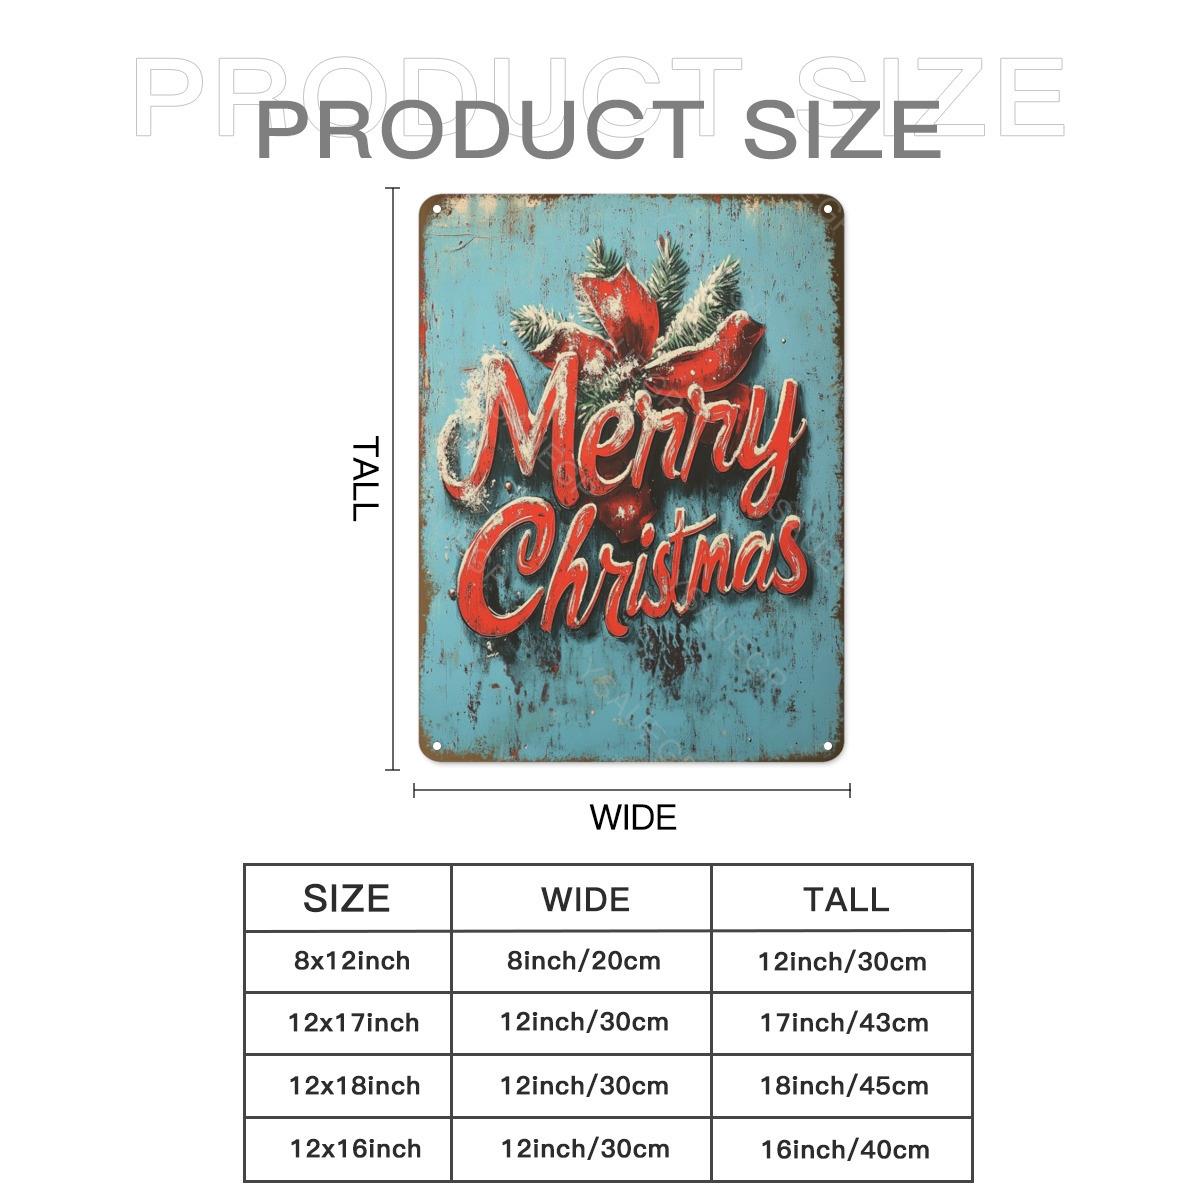 PRODUCT SIZE
PRODUCT SIZE
TALL
Merry
Christmas
WIDE
SIZE WIDE TALL
8x12inch 8inch/20cm 12inch/30cm
12x17inch 12inch/30cm 17inch/43cm
12x18inch 12inch/30cm 18inch/45cm
12x16inch 12inch/30cm 16inch/40cm